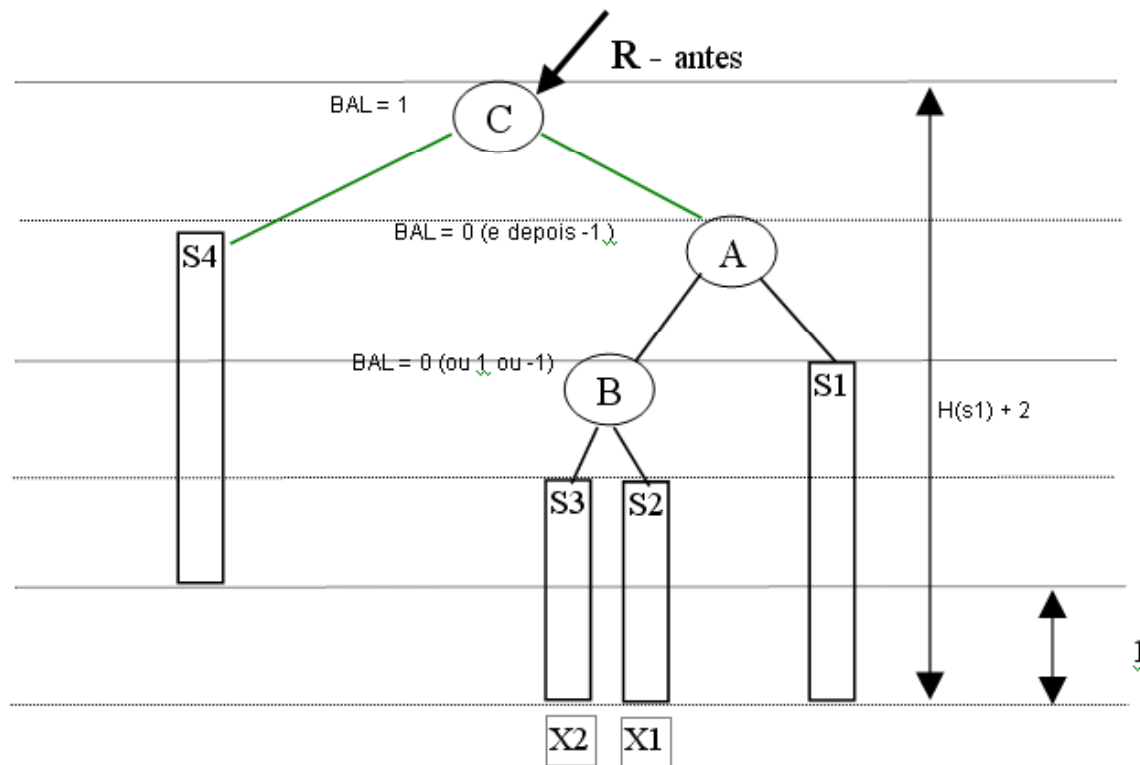 R - antes
BAL = 1
C
BAL = 0 (e depois -1)
A
S4
BAL = 0 (ou 1 ou -1)
B
S1
H(s1) + 2
S3
S2
1
X2
X1